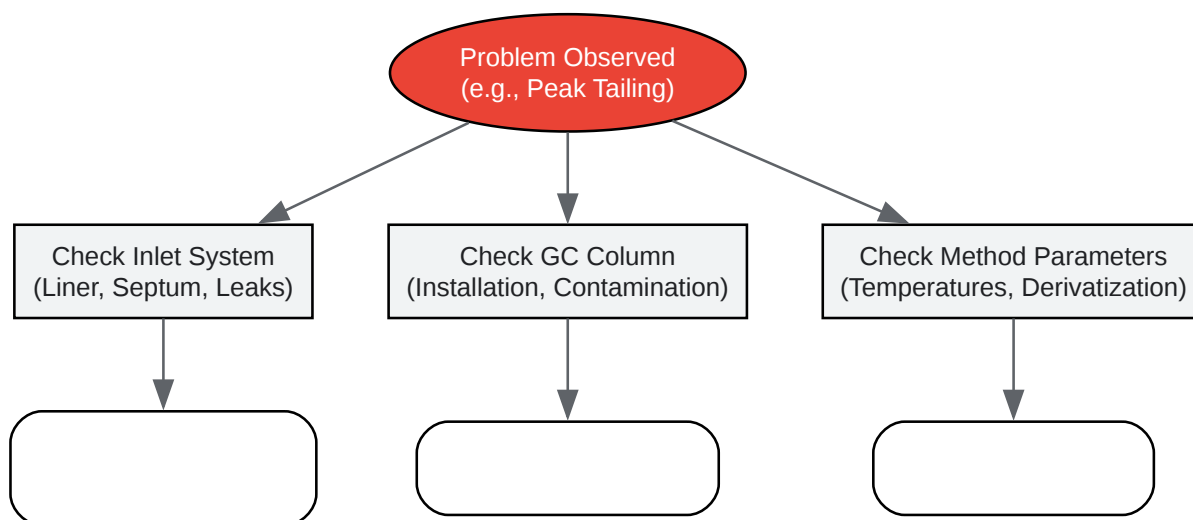 Problem Observed
(e.g., Peak Tailing)
Check Inlet System
(Liner, Septum, Leaks)
Check GC Column
(Installation, Contamination)
Check Method Parameters
(Temperatures, Derivatization)